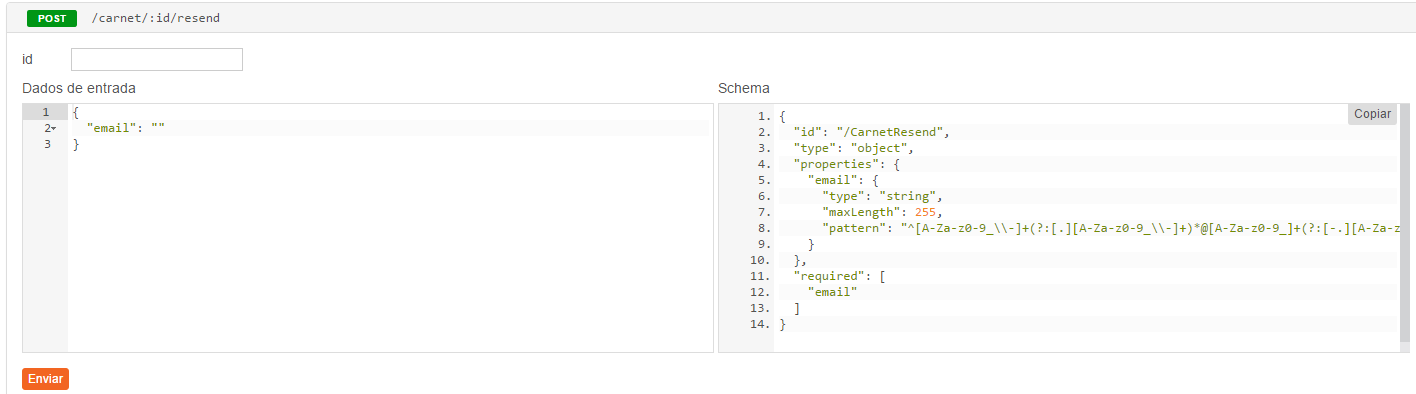 POST /carnet/:id/resend
id
Dados de entrada
1 {
2 "email": ""
3 }
Schema
Copiar
1. {
2. "id": "/CarnetResend",
3. "type": "object",
4. "properties": {
5. "email": {
6. "type": "string",
7. "maxLength": 255,
8. "pattern": "^[A-Za-z0-9_\\-]+(?:[.][A-Za-z0-9_\\-]+)*@[A-Za-z0-9_]+(?:[-.][A-Za-z
9. }
10. },
11. "required": [
12. "email"
13. ]
14. }
Enviar